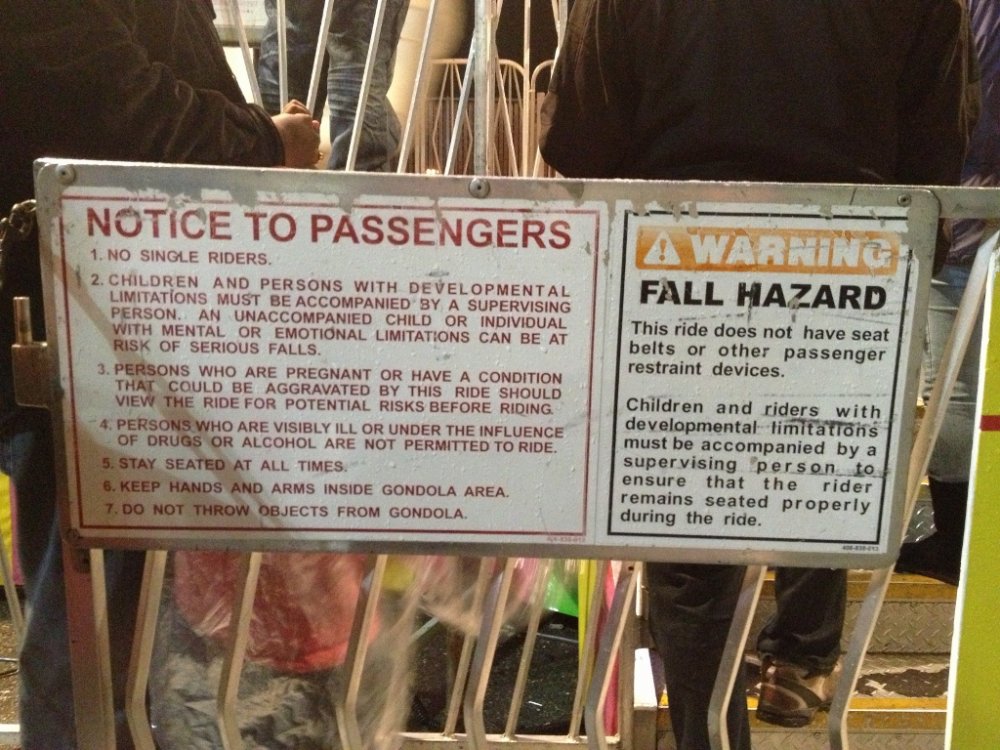 NOTICE TO PASSENGERS
1. NO SINGLE RIDERS.
2. CHILDREN AND PERSONS WITH DEVELOPMENTAL
LIMITATIONS MUST BE ACCOMPANIED BY A SUPERVISING
PERSON. AN UNACCOMPANIED CHILD OR INDIVIDUAL
WITH MENTAL OR EMOTIONAL LIMITATIONS CAN BE AT
RISK OF SERIOUS FALLS.
3. PERSONS WHO ARE PREGNANT OR HAVE A CONDITION
THAT COULD BE AGGRAVATED BY THIS RIDE SHOULD
VIEW THE RIDE FOR POTENTIAL RISKS BEFORE RIDING.
4. PERSONS WHO ARE VISIBLY ILL OR UNDER THE INFLUENCE
OF DRUGS OR ALCOHOL ARE NOT PERMITTED TO RIDE.
5. STAY SEATED AT ALL TIMES.
6. KEEP HANDS AND ARMS INSIDE GONDOLA AREA.
7. DO NOT THROW OBJECTS FROM GONDOLA.
WARNING
FALL HAZARD
This ride does not have seat
belts or other passenger
restraint devices.
Children and riders with
developmental limitations
must be accompanied by a
supervising person to
ensure that the rider
remains seated properly
during the ride.